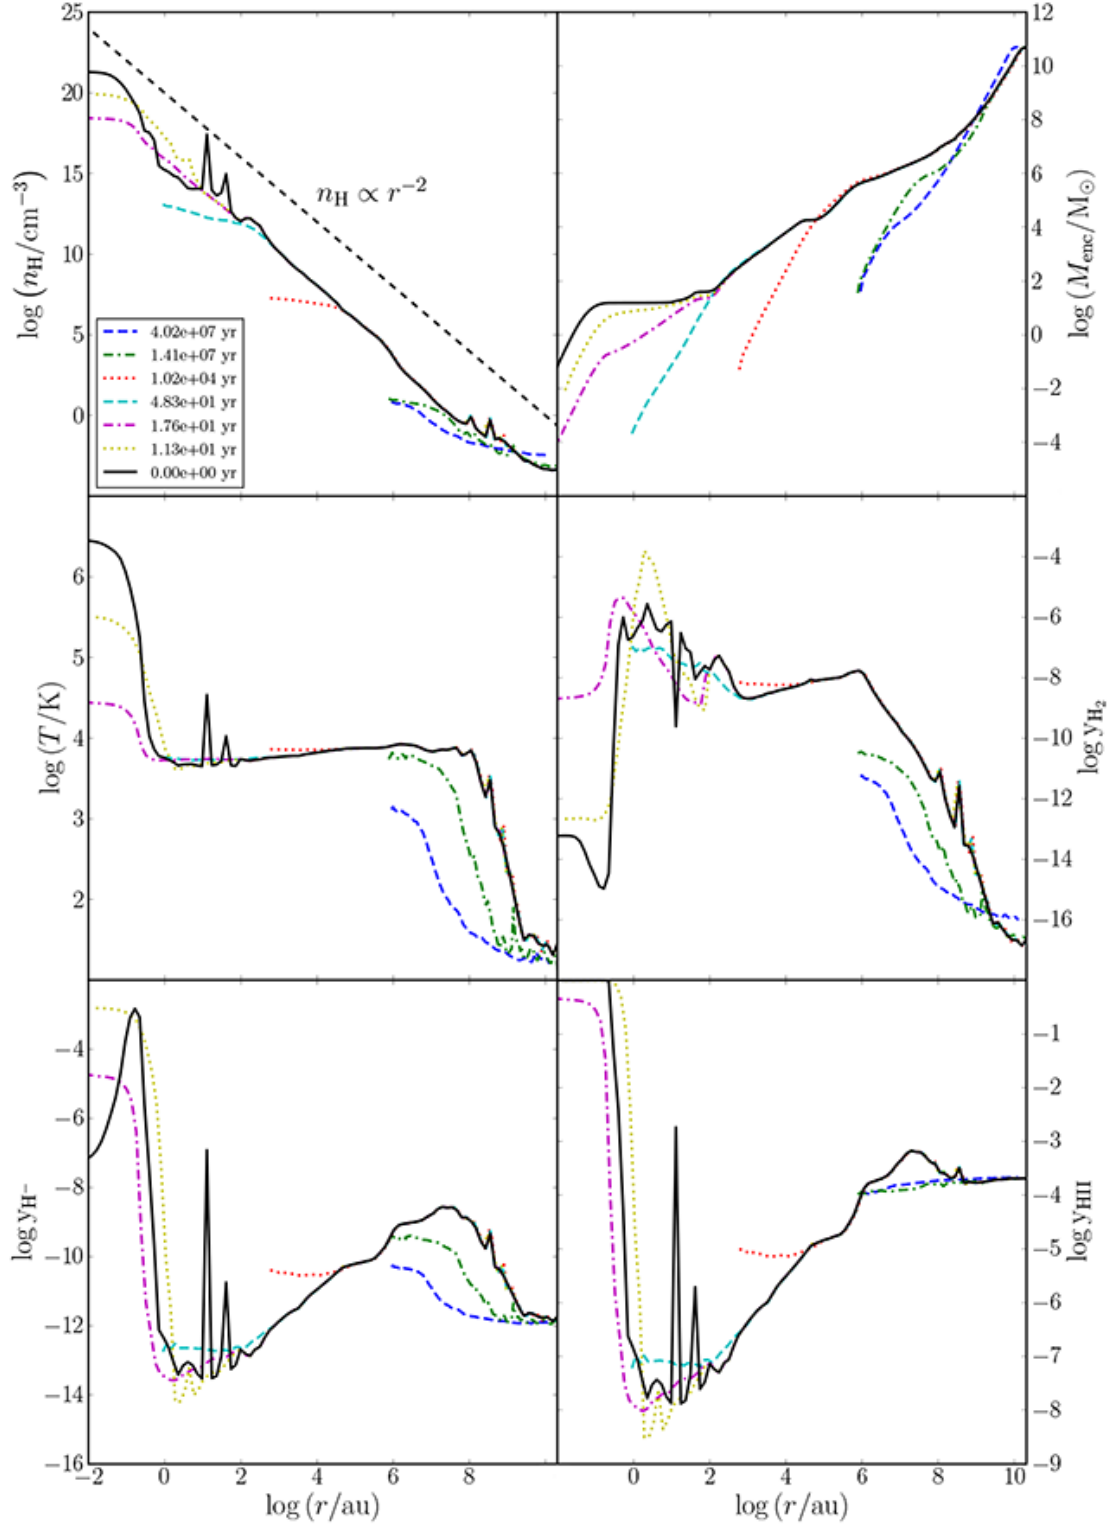 25
20
15
10
5
0
log (n_H/cm⁻³)
n_H ∝ r⁻²
4.02e+07 yr
1.41e+07 yr
1.02e+04 yr
4.83e+01 yr
1.76e+01 yr
1.13e+01 yr
0.00e+00 yr
12
10
8
6
4
2
0
−2
−4
log (M_enc/M_⊙)
6
5
4
3
2
log (T/K)
−4
−6
−8
−10
−12
−14
−16
log y_H₂
−4
−6
−8
−10
−12
−14
−16
log y_H⁻
−1
−2
−3
−4
−5
−6
−7
−8
−9
log y_HII
−2 0 2 4 6 8
log (r/au)
0 2 4 6 8 10
log (r/au)